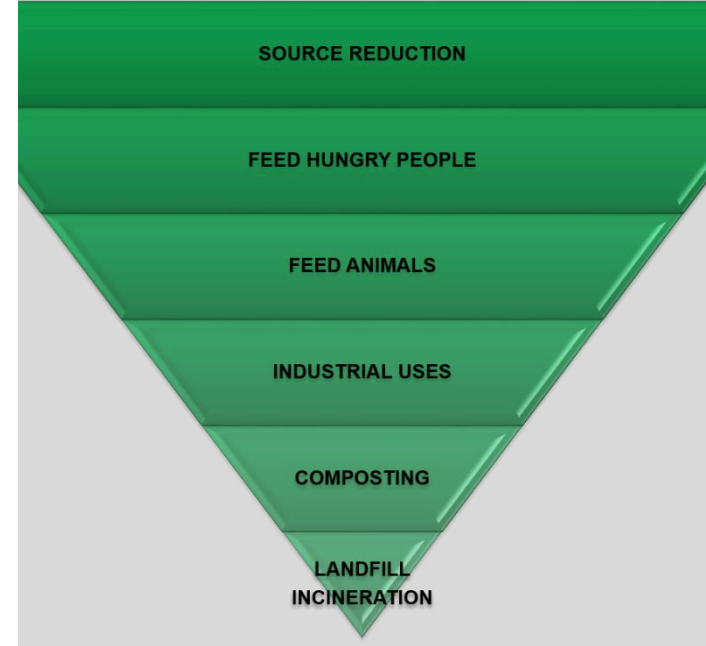 SOURCE REDUCTION
FEED HUNGRY PEOPLE
FEED ANIMALS
INDUSTRIAL USES
COMPOSTING
LANDFILL
INCINERATION